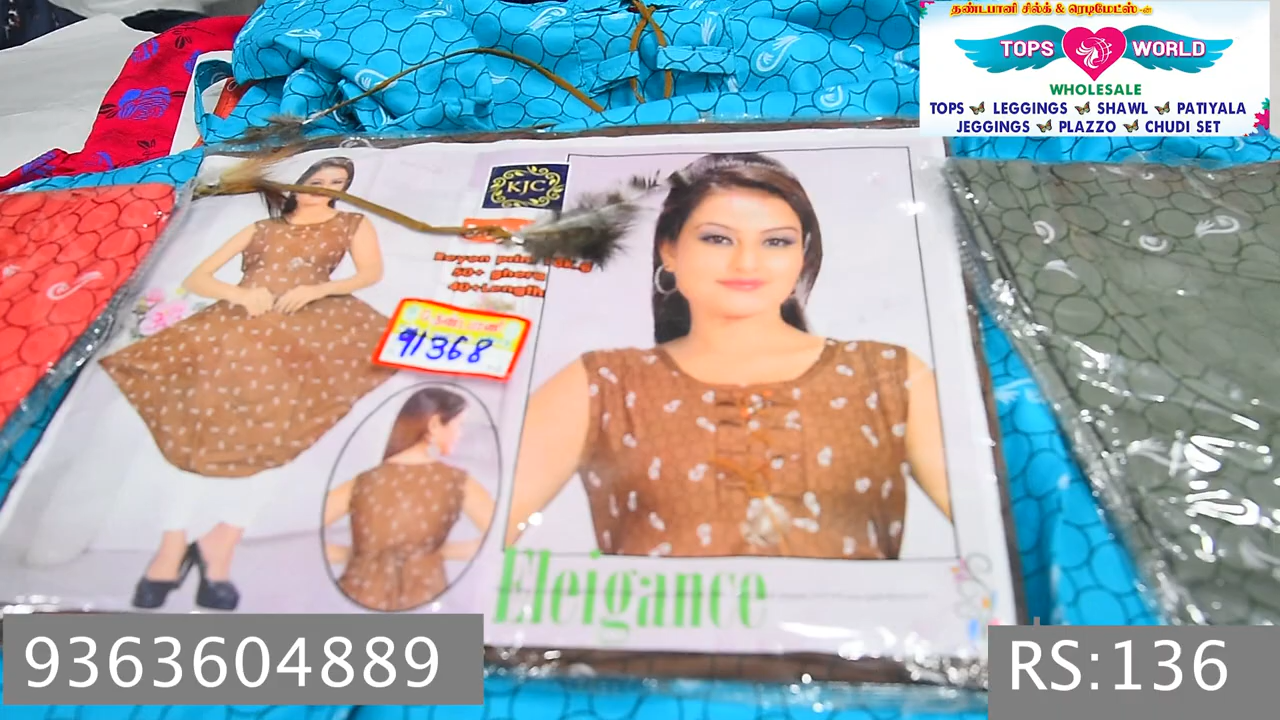 தண்டபானி சில்க் & ரெடிமேட்ஸ்-ன்
TOPS WORLD
WHOLESALE
TOPS LEGGINGS SHAWL PATIYALA
JEGGINGS PLAZZO CHUDI SET
KJC
Reyon print
50+ ghera
40+Length
91368
Eleigance
9363604889
RS:136